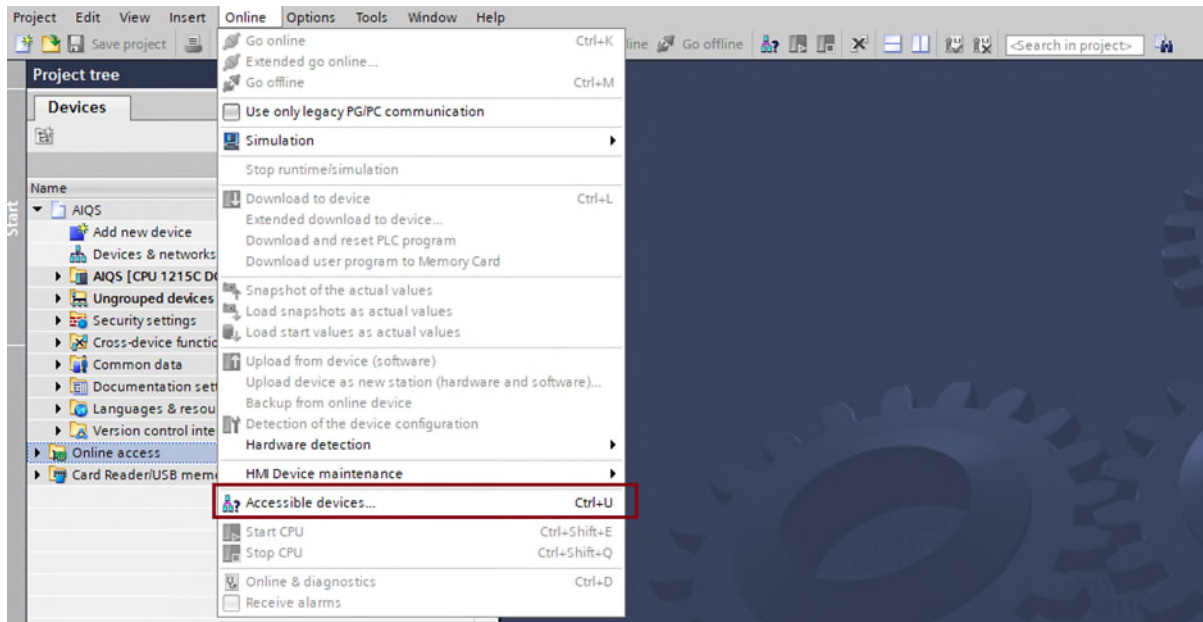 Project Edit View Insert Online Options Tools Window Help
Save project
Go offline
<Search in project>
Start
Project tree
Devices
Name
AIQS
Add new device
Devices & networks
AIQS [CPU 1215C
Ungrouped devices
Security settings
Cross-device
Common data
Documentation
Languages &
Version control
Online access
Card Reader/USB
Go online Ctrl+K
Extended go online...
Go offline Ctrl+M
Use only legacy PG/PC communication
Simulation
Stop runtime/simulation
Download to device Ctrl+L
Extended download to device...
Download and reset PLC program
Download user program to Memory Card
Snapshot of the actual values
Load snapshots as actual values
Load start values as actual values
Upload from device (software)
Upload device as new station (hardware and software)...
Backup from online device
Detection of the device configuration
Hardware detection
HMI Device maintenance
Accessible devices... Ctrl+U
Start CPU Ctrl+Shift+E
Stop CPU Ctrl+Shift+Q
Online & diagnostics Ctrl+D
Receive alarms